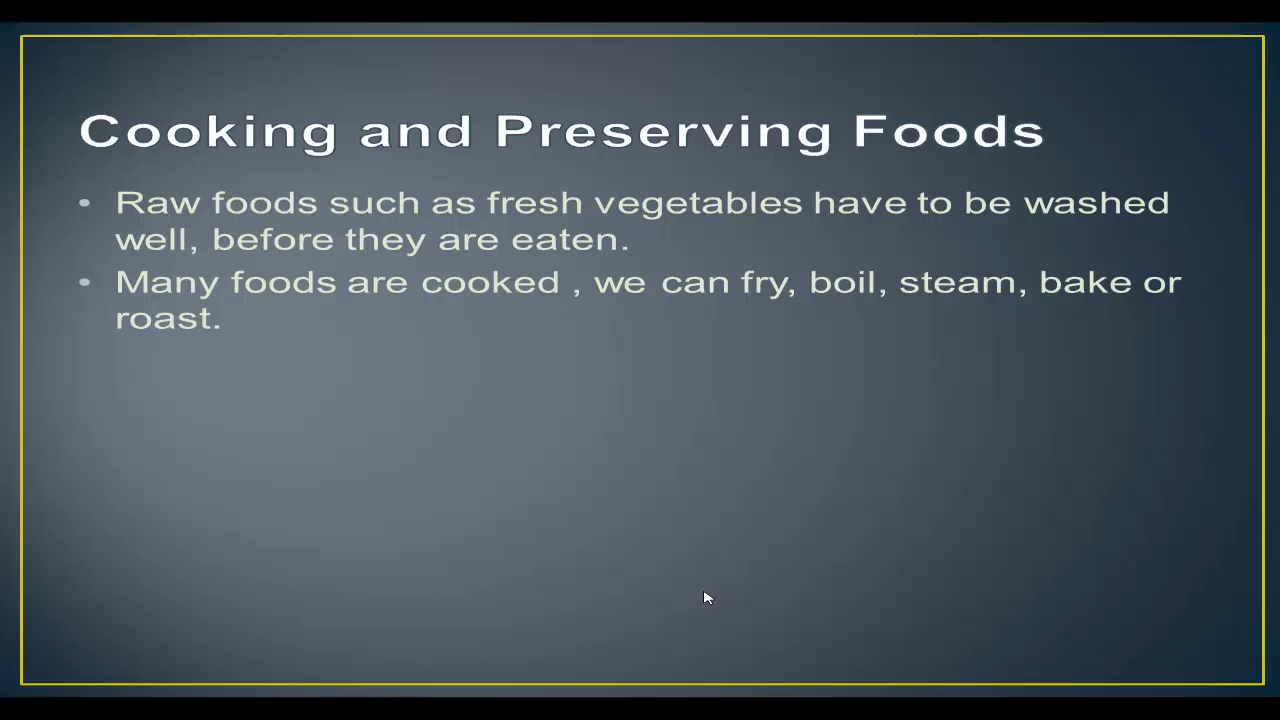 Cooking and Preserving Foods
• Raw foods such as fresh vegetables have to be washed
well, before they are eaten.
• Many foods are cooked , we can fry, boil, steam, bake or
roast.